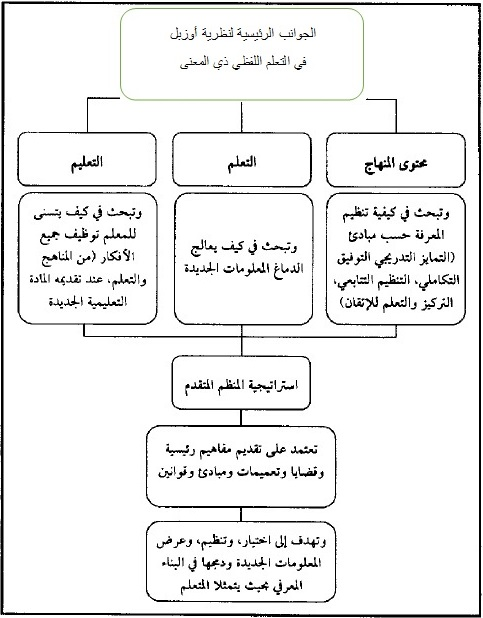 الجوانب الرئيسية لنظرية أوزبل
في التعلم اللفظي ذي المعنى
محتوى المنهاج
التعلم
التعليم
وتبحث في كيفية تنظيم
المعرفة حسب مبادئ
(التمايز التدريجي التوفيق
التكاملي، التنظيم التتابعي،
التركيز والتعلم للإتقان)
وتبحث في كيف يعالج
الدماغ المعلومات الجديدة
وتبحث في كيف يتسنى
للمعلم توظيف جميع
الأفكار (من المناهج
والتعلم، عند تقديمه المادة
التعليمية الجديدة
استراتيجية المنظم المتقدم
تعتمد على تقديم مفاهيم رئيسية
وقضايا وتعميمات ومبادئ وقوانين
وتهدف إلى اختيار، وتنظيم، وعرض
المعلومات الجديدة ودمجها في البناء
المعرفي بحيث يتمثلا المتعلم